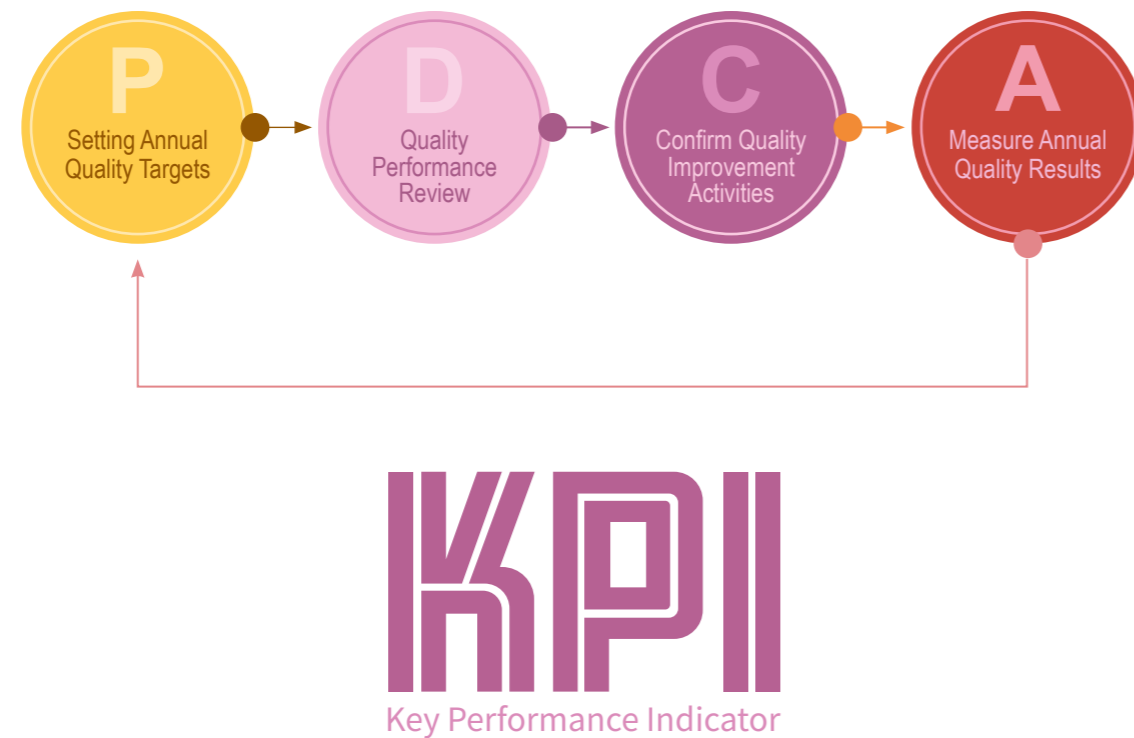 P
Setting Annual
Quality Targets
D
Quality
Performance
Review
C
Confirm Quality
Improvement
Activities
A
Measure Annual
Quality Results
KPI
Key Performance Indicator